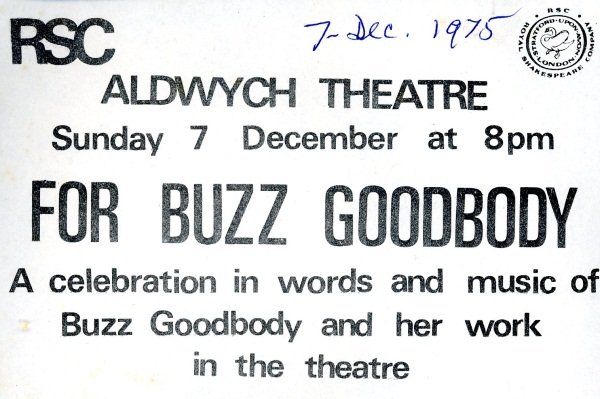 RSC
7 Dec. 1975
RSC
ROYAL SHAKESPEARE COMPANY
STRATFORD-UPON-AVON
LONDON
ALDWYCH THEATRE
Sunday 7 December at 8pm
FOR BUZZ GOODBODY
A celebration in words and music of
Buzz Goodbody and her work
in the theatre